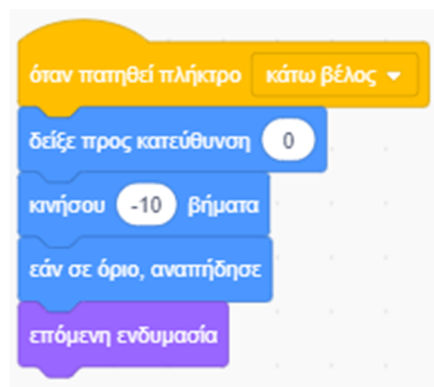 όταν πατηθεί πλήκτρο κάτω βέλος
δείξε προς κατεύθυνση 0
κινήσου -10 βήματα
εάν σε όριο, αναπήδησε
επόμενη ενδυμασία